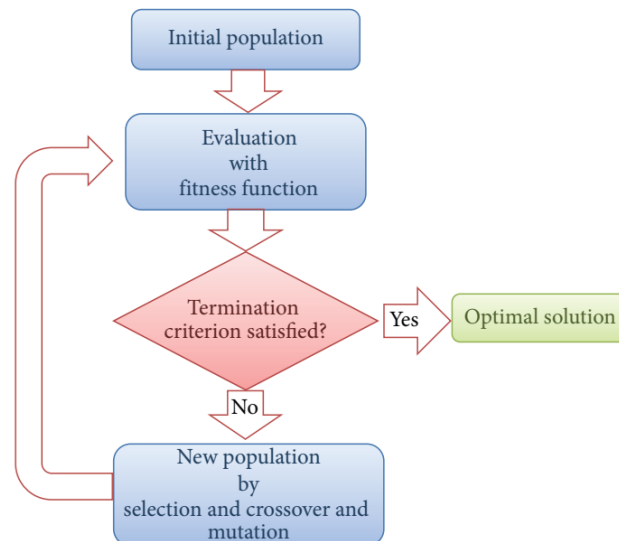 Initial population
Evaluation
with
fitness function
Termination
criterion satisfied?
Yes
Optimal solution
No
New population
by
selection and crossover and
mutation